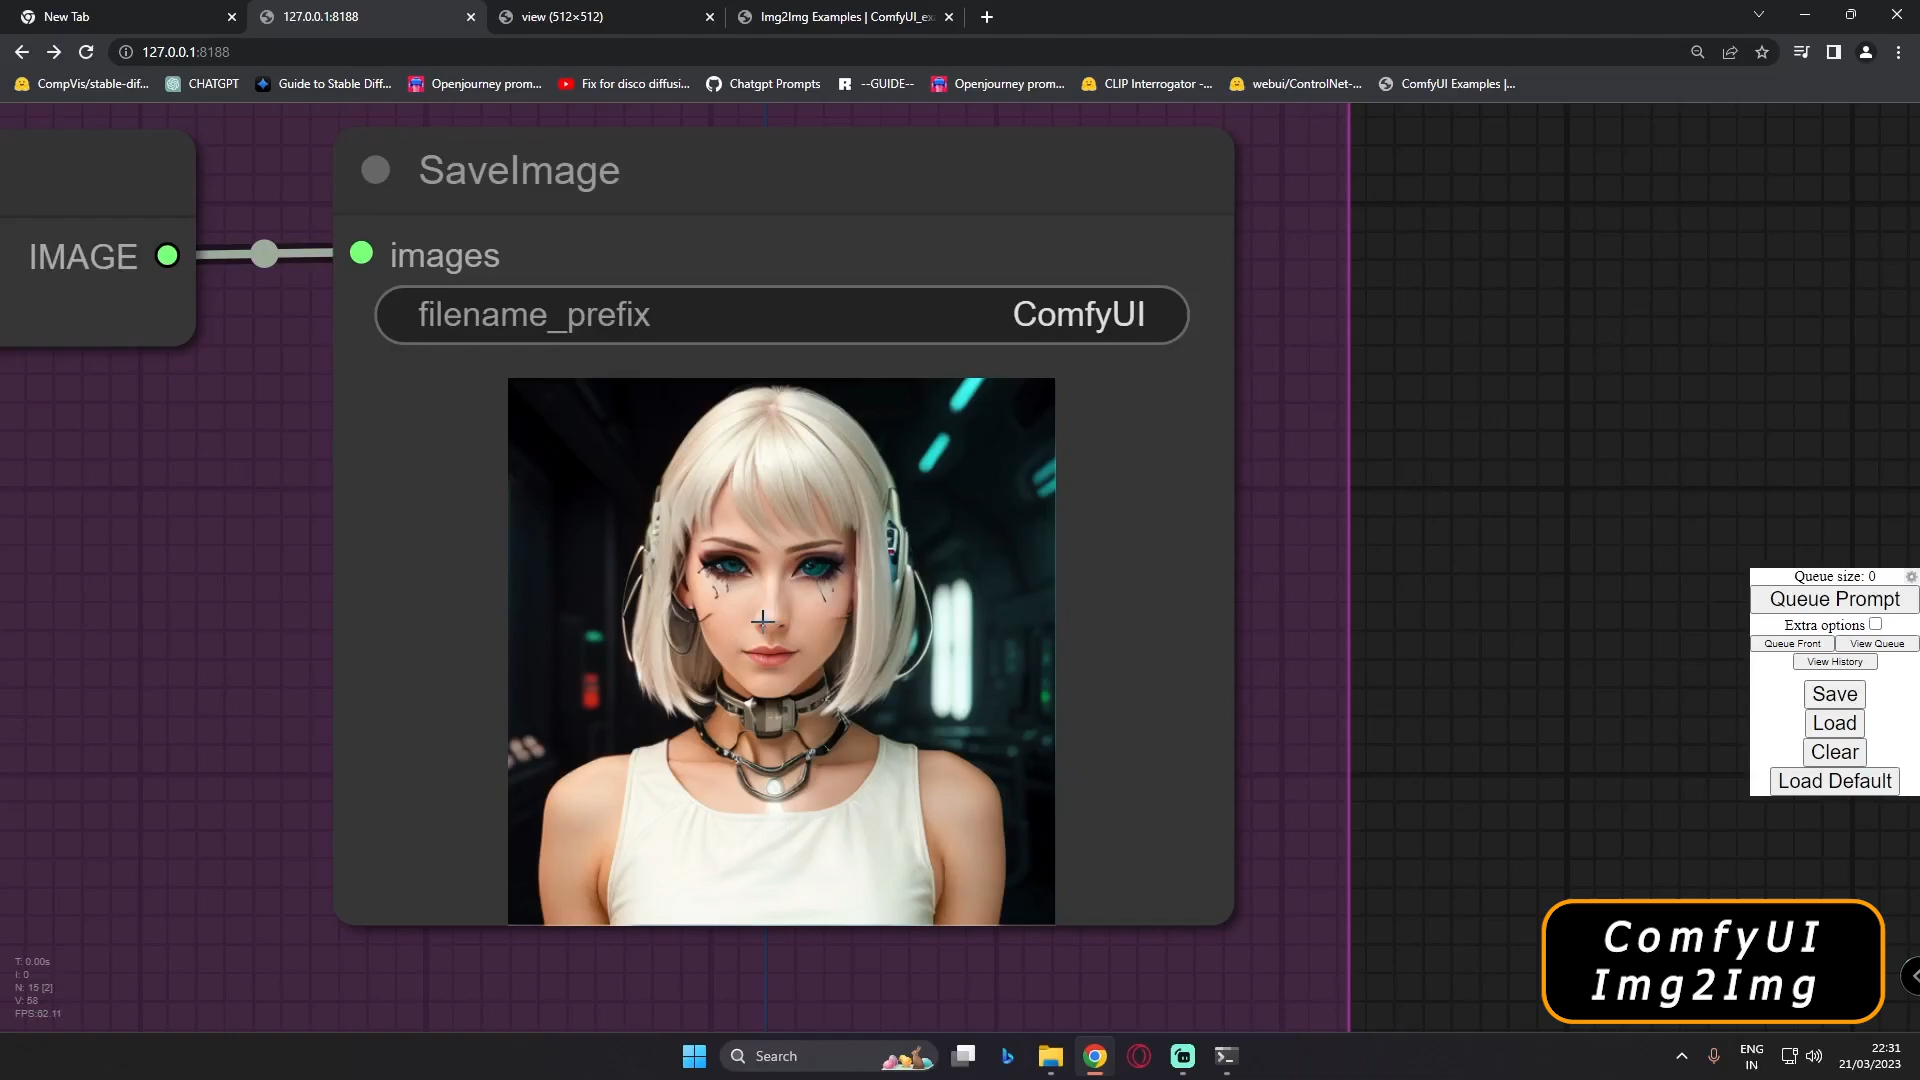 New Tab
127.0.0.1:8188
view (512×512)
Img2Img Examples | ComfyUI_ex
127.0.0.1:8188
CompVis/stable-dif...
CHATGPT
Guide to Stable Diff...
Openjourney prom...
Fix for disco diffusi...
Chatgpt Prompts
--GUIDE--
Openjourney prom...
CLIP Interrogator -...
webui/ControlNet-...
ComfyUI Examples |...
SaveImage
IMAGE
images
filename_prefix
ComfyUI
Queue size: 0
Queue Prompt
Extra options
Queue Front
View Queue
View History
Save
Load
Clear
Load Default
ComfyUI
Img2Img
T: 0.00s
I: 0
N: 15 [2]
V: 58
FPS:62.11
Search
ENG
IN
22:31
21/03/2023